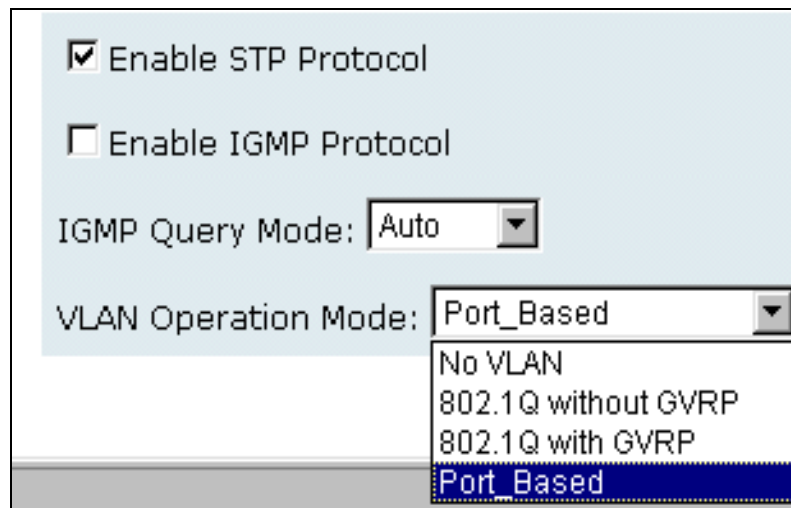 Enable STP Protocol
Enable IGMP Protocol
IGMP Query Mode: Auto
VLAN Operation Mode: Port_Based
No VLAN
802.1Q without GVRP
802.1Q with GVRP
Port_Based